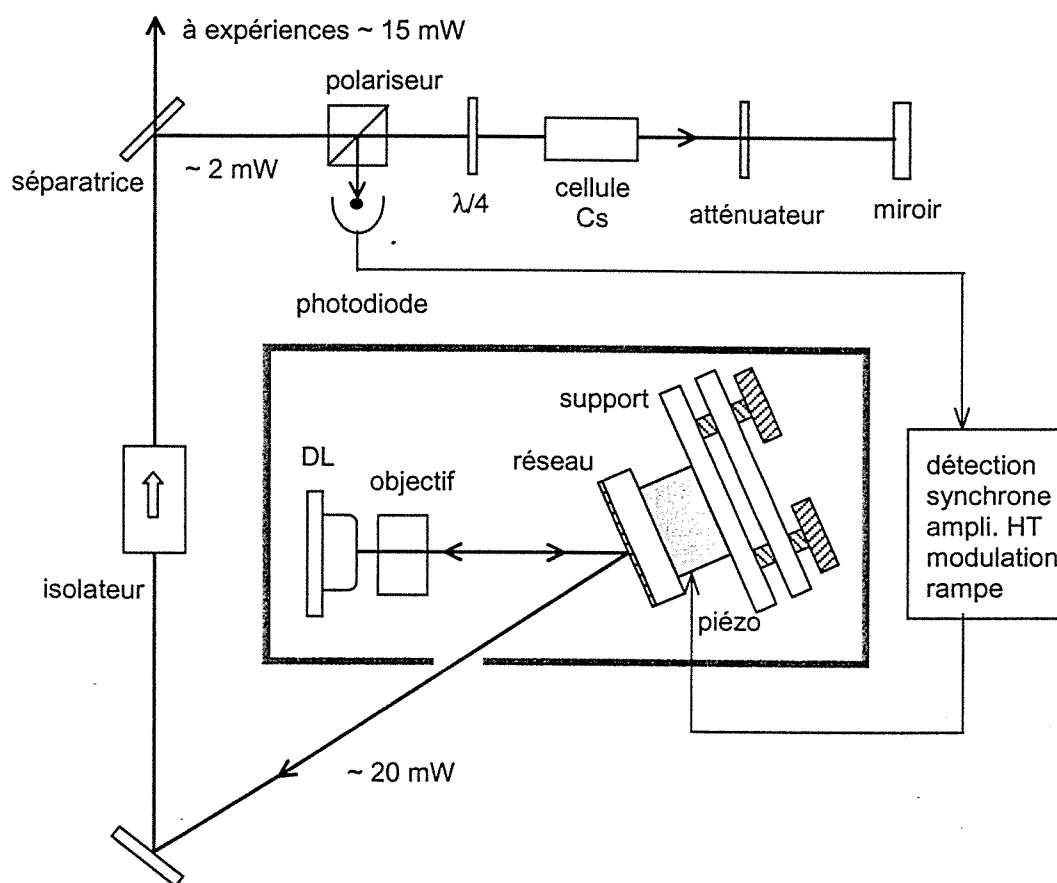 à expériences ~ 15 mW
polariseur
séparatrice
~ 2 mW
λ/4
cellule
Cs
atténuateur
miroir
photodiode
support
DL
objectif
réseau
détection
synchrone
ampli. HT
modulation
rampe
isolateur
piézo
~ 20 mW